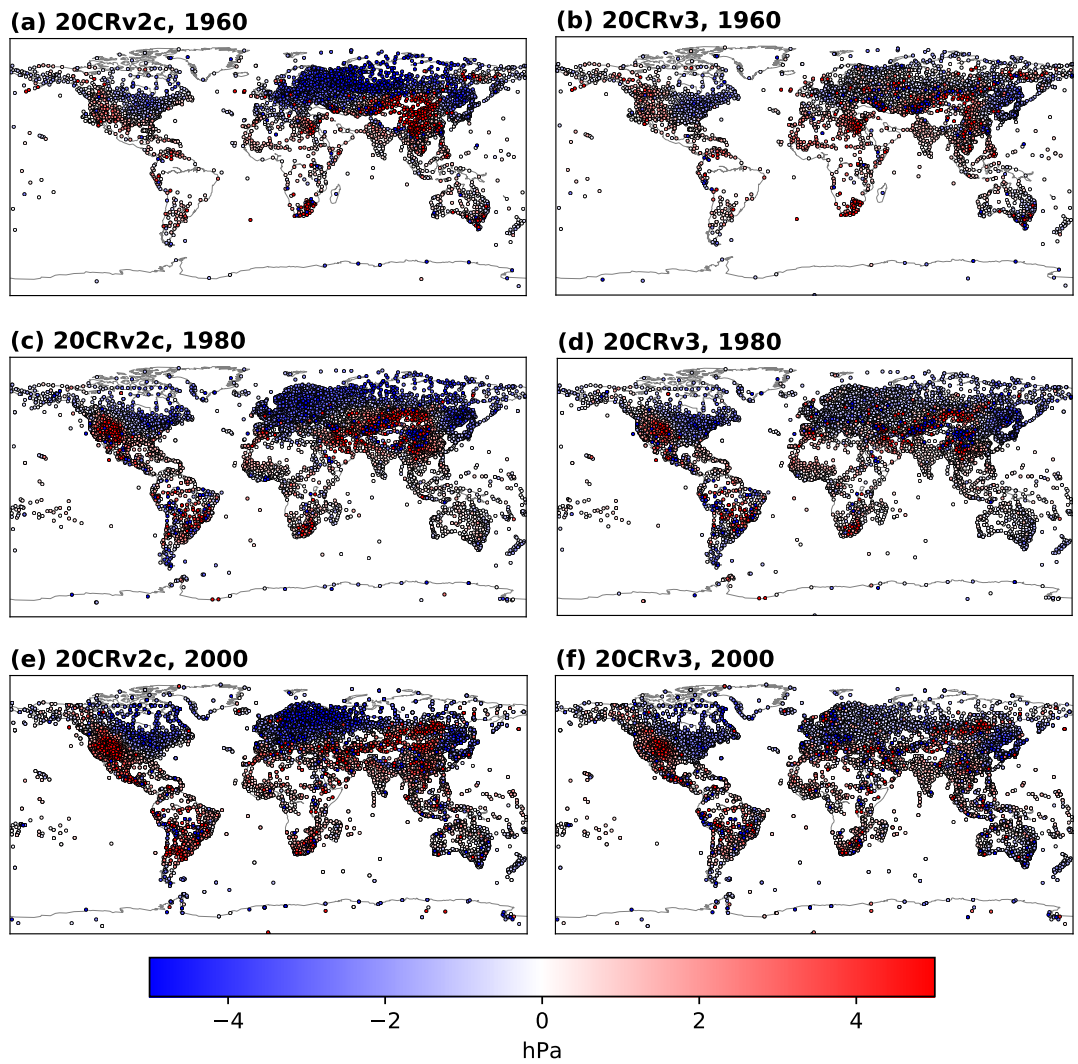 (a) 20CRv2c, 1960
(b) 20CRv3, 1960
(c) 20CRv2c, 1980
(d) 20CRv3, 1980
(e) 20CRv2c, 2000
(f) 20CRv3, 2000
−4 −2 0 2 4
hPa